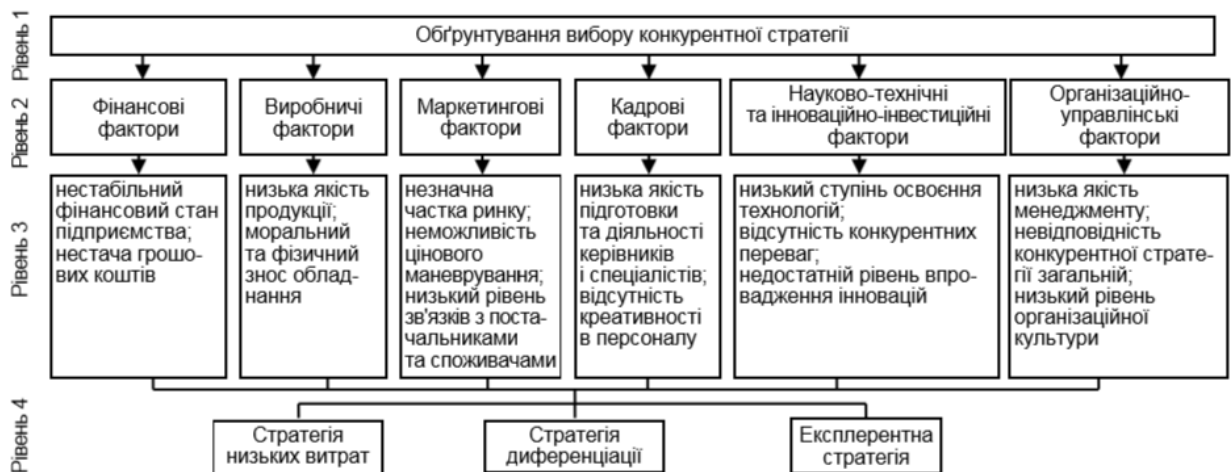 Рівень 1
Обґрунтування вибору конкурентної стратегії
Рівень 2
Фінансові
фактори
Виробничі
фактори
Маркетингові
фактори
Кадрові
фактори
Науково-технічні
та інноваційно-інвестиційні
фактори
Організаційно-
управлінські
фактори
Рівень 3
нестабільний
фінансовий стан
підприємства;
нестача грошо-
вих коштів
низька якість
продукції;
моральний
та фізичний
знос облад-
нання
незначна
частка ринку;
неможливість
цінового
маневрування;
низький рівень
зв'язків з поста-
чальниками
та споживачами
низька якість
підготовки
та діяльності
керівників
і спеціалістів;
відсутність
креативності
в персоналу
низький ступінь освоєння
технологій;
відсутність конкурентних
переваг;
недостатній рівень впро-
вадження інновацій
низька якість
менеджменту;
невідповідність
конкурентної страте-
гії загальній;
низький рівень
організаційної
культури
Рівень 4
Стратегія
низьких витрат
Стратегія
диференціації
Експлерентна
стратегія